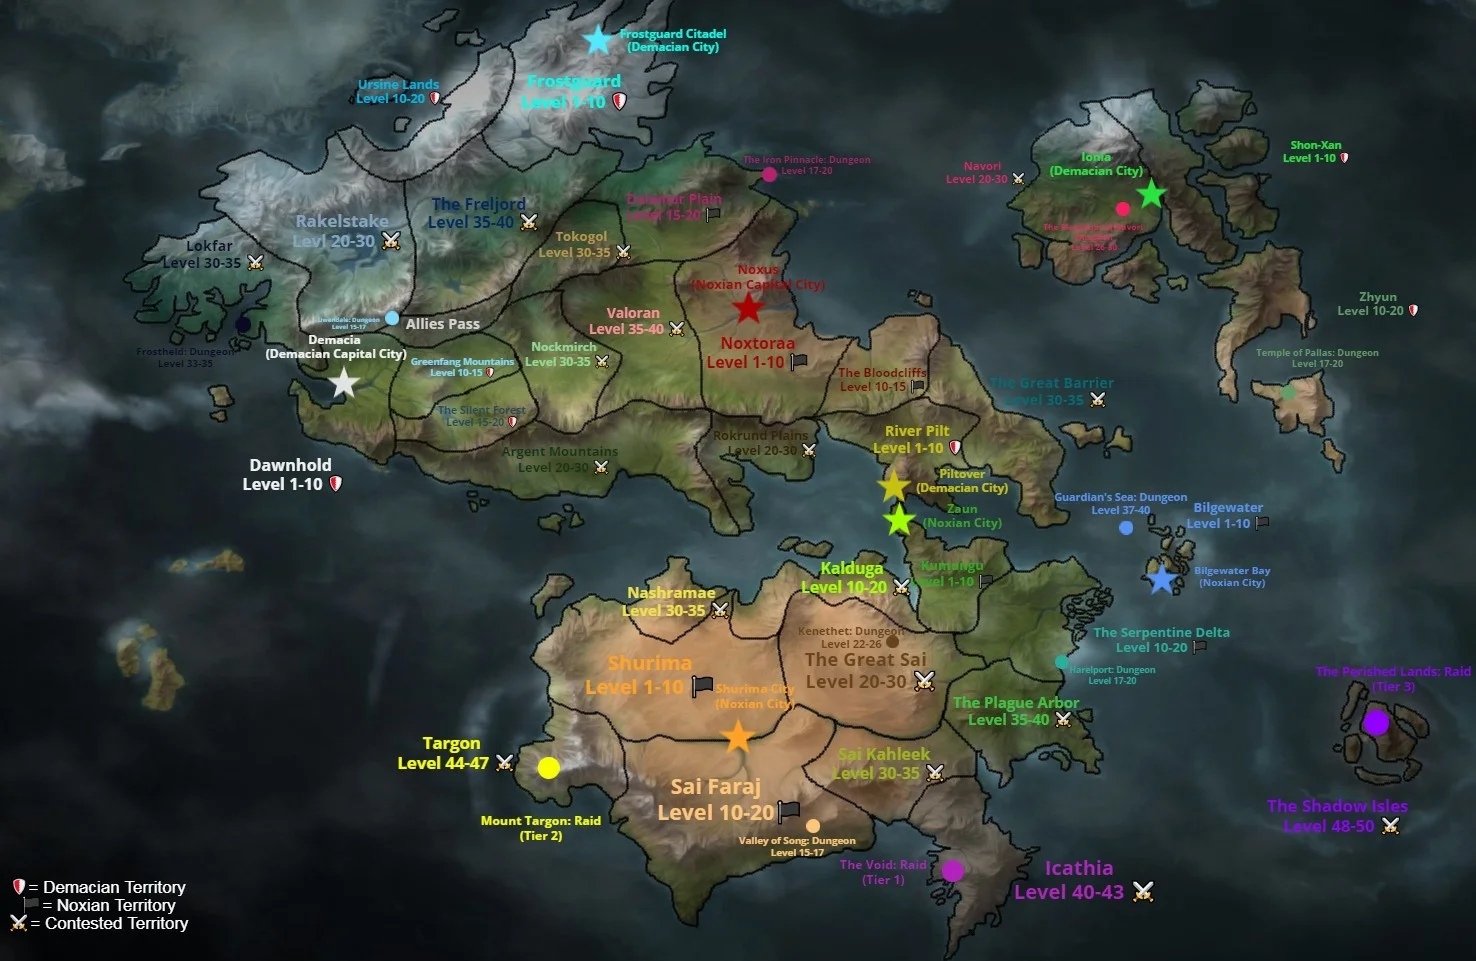 Frostguard Citadel
(Demacian City)
Ursine Lands
Level 10-20
Frostguard
Level 1-10
The Iron Pinnacle: Dungeon
Level 17-20
Navori
Level 20-30
Ionia
(Demacian City)
Shon-Xan
Level 1-10
Rakelstake
Levl 20-30
The Freljord
Level 35-40
Plain
Level 15-20
Lokfar
Level 30-35
Tokogol
Level 30-35
Noxus
(Noxian Capital City)
Zhyun
Level 10-20
Dungeon
Level 15-17
Allies Pass
Valoran
Level 35-40
Demacia
(Demacian Capital City)
Frostheld: Dungeon
Level 33-35
Greenfang Mountains
Level 10-15
Nockmirch
Level 30-35
Noxtoraa
Level 1-10
The Bloodcliffs
Level 10-15
The Great Barrier
Level 30-35
Temple of Pallas: Dungeon
Level 17-20
The Silent Forest
Level 15-20
Argent Mountains
Level 20-30
Rokrund Plains
Level 20-30
River Pilt
Level 1-10
Dawnhold
Level 1-10
Piltover
(Demacian City)
Zaun
(Noxian City)
Guardian's Sea: Dungeon
Level 37-40
Bilgewater
Level 1-10
Bilgewater Bay
(Noxian City)
Kalduga
Level 10-20
Kumungu
Level 1-10
Nashramae
Level 30-35
Kenethet: Dungeon
Level 22-26
The Great Sai
Level 20-30
The Serpentine Delta
Level 10-20
Harelport: Dungeon
Level 17-20
Shurima
Level 1-10
Shurima City
(Noxian City)
The Plague Arbor
Level 35-40
The Perished Lands: Raid
(Tier 3)
Targon
Level 44-47
Sai Kahleek
Level 30-35
Sai Faraj
Level 10-20
Mount Targon: Raid
(Tier 2)
Valley of Song: Dungeon
Level 15-17
The Shadow Isles
Level 48-50
The Void: Raid
(Tier 1)
Icathia
Level 40-43
= Demacian Territory
= Noxian Territory
= Contested Territory